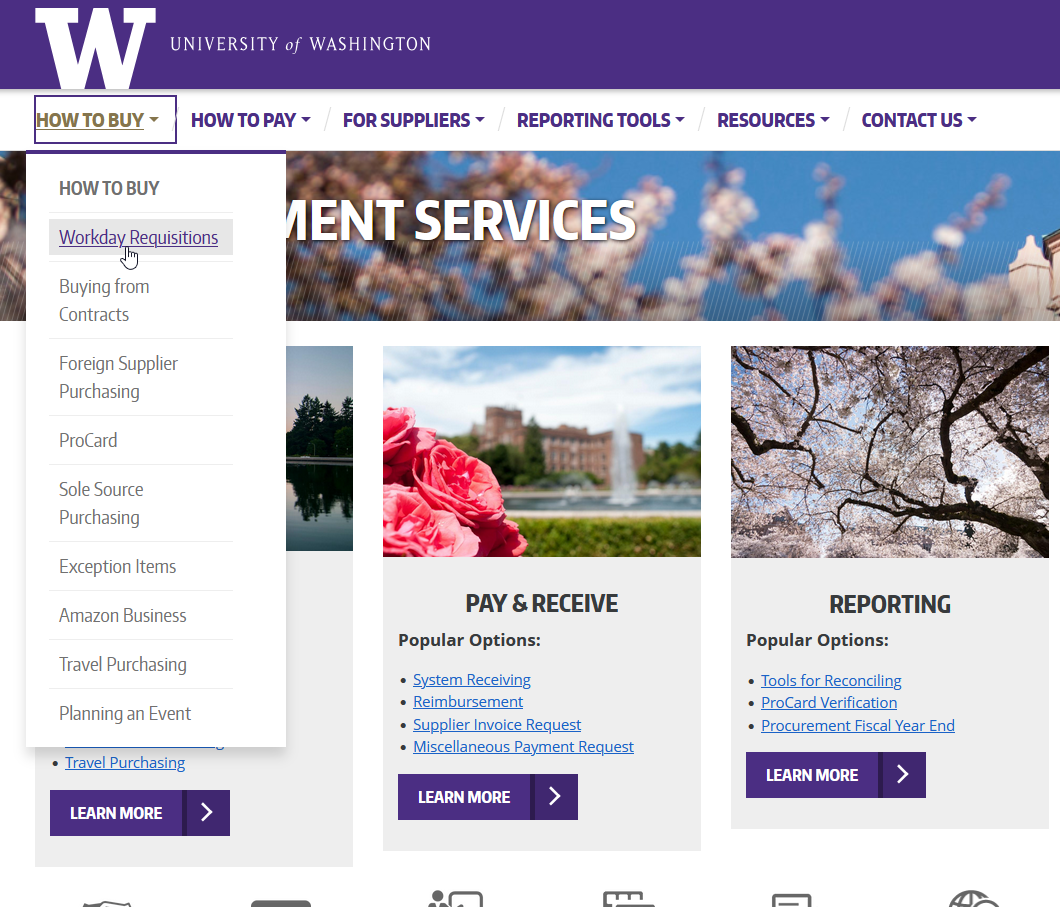 W
UNIVERSITY of WASHINGTON
HOW TO BUY
HOW TO PAY
FOR SUPPLIERS
REPORTING TOOLS
RESOURCES
CONTACT US
HOW TO BUY
Workday Requisitions
Buying from
Contracts
Foreign Supplier
Purchasing
ProCard
Sole Source
Purchasing
Exception Items
Amazon Business
Travel Purchasing
Planning an Event
MENT SERVICES
Travel Purchasing
LEARN MORE
PAY & RECEIVE
Popular Options:
• System Receiving
• Reimbursement
• Supplier Invoice Request
• Miscellaneous Payment Request
LEARN MORE
REPORTING
Popular Options:
• Tools for Reconciling
• ProCard Verification
• Procurement Fiscal Year End
LEARN MORE